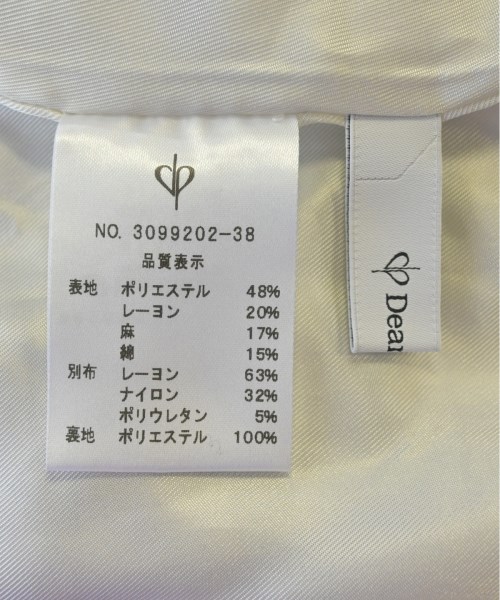 NO. 3099202-38
品質表示
表地 ポリエステル 48%
レーヨン 20%
麻 17%
綿 15%
別布 レーヨン 63%
ナイロン 32%
ポリウレタン 5%
裏地 ポリエステル 100%
Dear